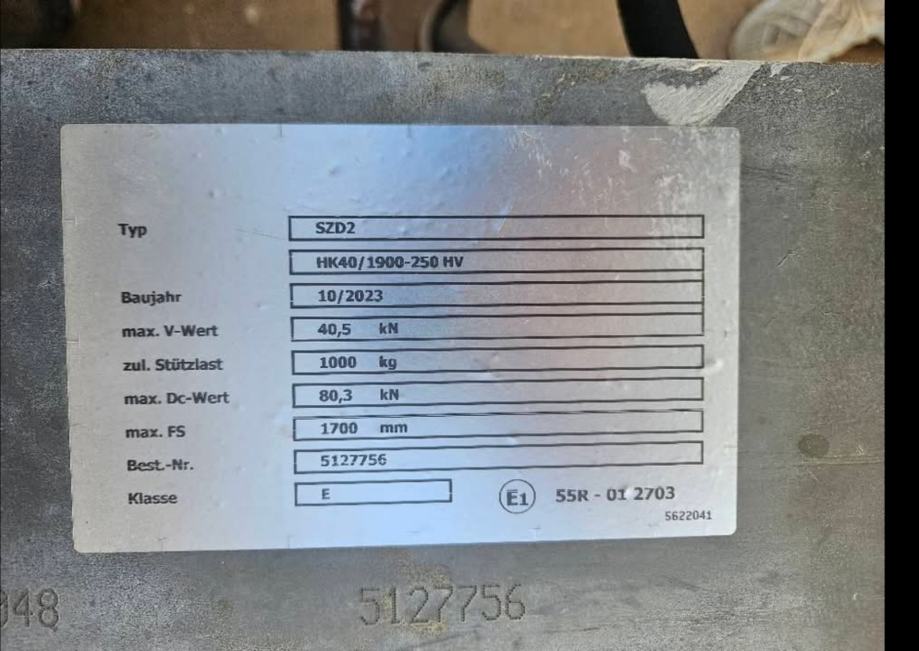 Typ SZD2
HK40/1900-250 HV
Baujahr 10/2023
max. V-Wert 40,5 kN
zul. Stützlast 1000 kg
max. Dc-Wert 80,3 kN
max. FS 1700 mm
Best.-Nr. 5127756
Klasse E E1 55R - 01 2703
5622041
048 5127756